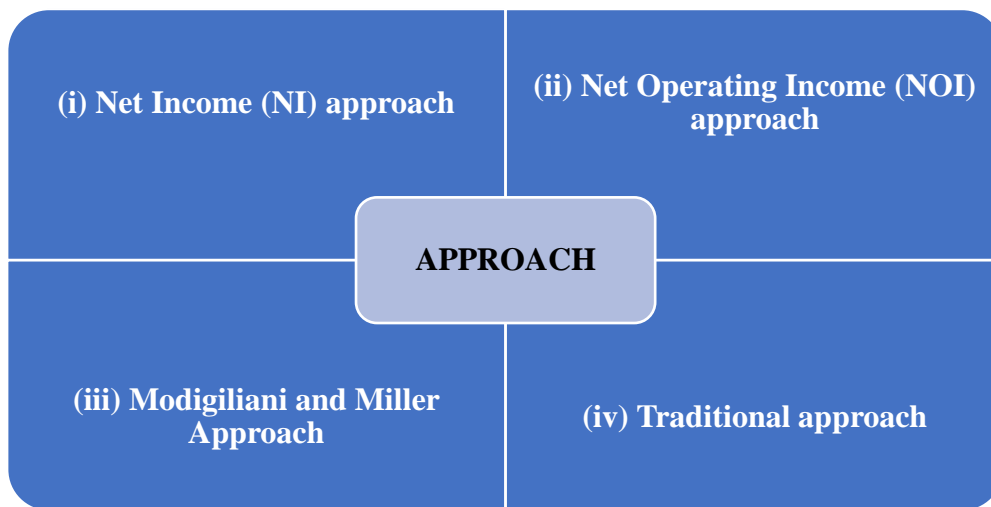 (i) Net Income (NI) approach
(ii) Net Operating Income (NOI)
approach
APPROACH
(iii) Modigiliani and Miller
Approach
(iv) Traditional approach